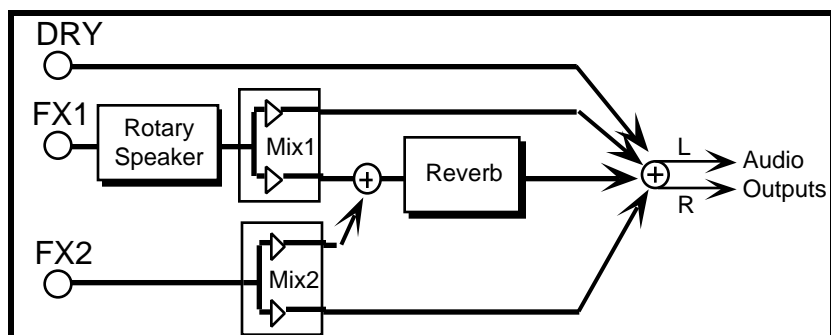 DRY
FX1
Rotary
Speaker
Mix1
Reverb
L
Audio
Outputs
R
FX2
Mix2